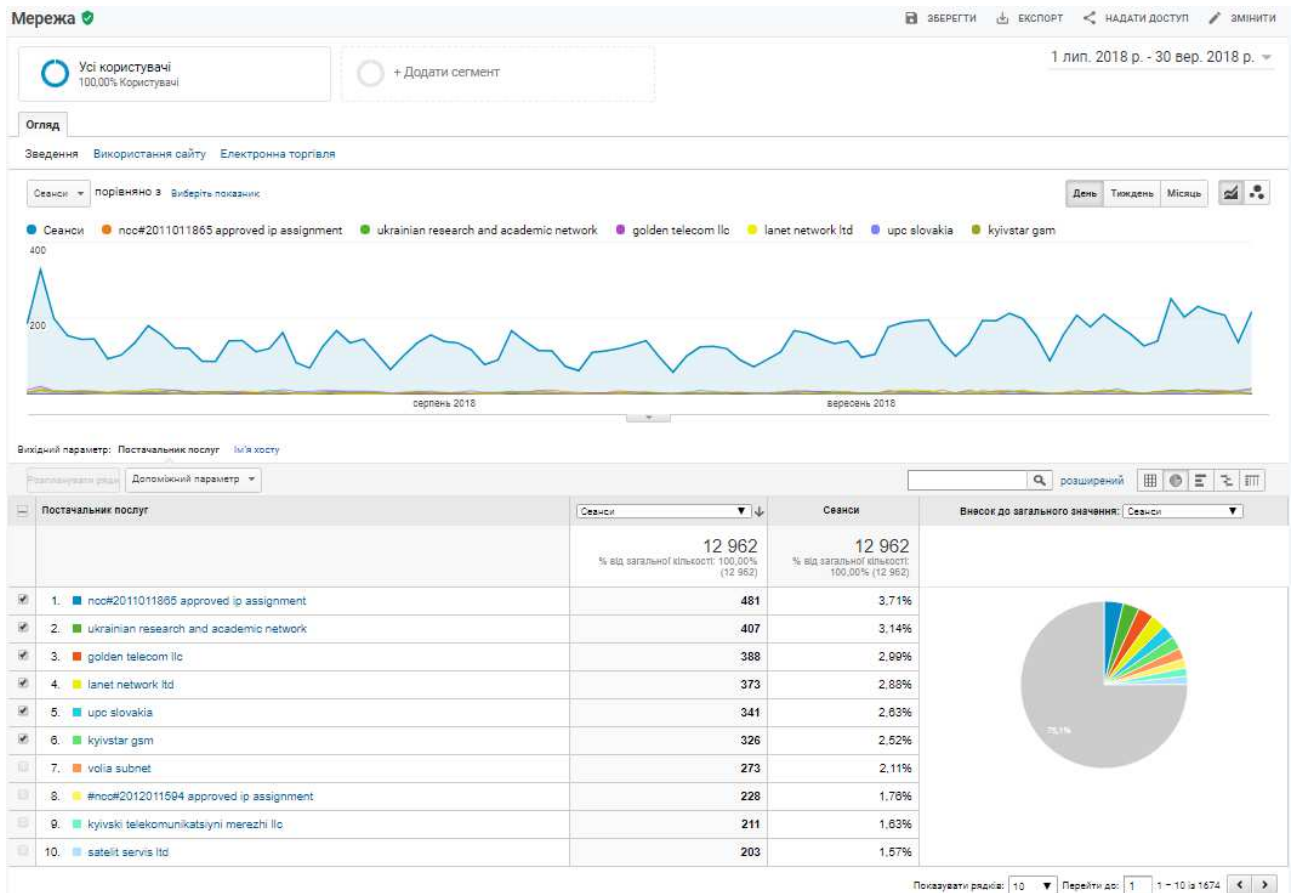 Мережа
ЗБЕРЕГТИ ЕКСПОРТ НАДАТИ ДОСТУП ЗМІНИТИ
Усі користувачі
100,00% Користувачі
+ Додати сегмент
1 лип. 2018 р. - 30 вер. 2018 р.
Огляд
Зведення Використання сайту Електронна торгівля
Сеанси порівняно з Виберіть показник
День Тиждень Місяць
Сеанси ncc#2011011865 approved ip assignment ukrainian research and academic network golden telecom llc lanet network ltd upc slovakia kyivstar gsm
400
200
серпень 2018 вересень 2018
Вихідний параметр: Постачальник послуг Ім'я хосту
Допоміжний параметр
розширений
Постачальник послуг Сеанси Сеанси Внесок до загального значення: Сеанси
12 962 12 962
% від загальної кількості: 100,00% (12 962) % від загальної кількості: 100,00% (12 962)
1. ncc#2011011865 approved ip assignment 481 3,71%
2. ukrainian research and academic network 407 3,14%
3. golden telecom llc 388 2,99%
4. lanet network ltd 373 2,88%
5. upc slovakia 341 2,63%
6. kyivstar gsm 326 2,52%
7. volia subnet 273 2,11%
8. #ncc#2012011594 approved ip assignment 228 1,76%
9. kyivski telekomunikatsiyni merezhi llc 211 1,63%
10. satelit servis ltd 203 1,57%
75,1%
Показувати рядків: 10 Перейти до: 1 1 – 10 із 1674